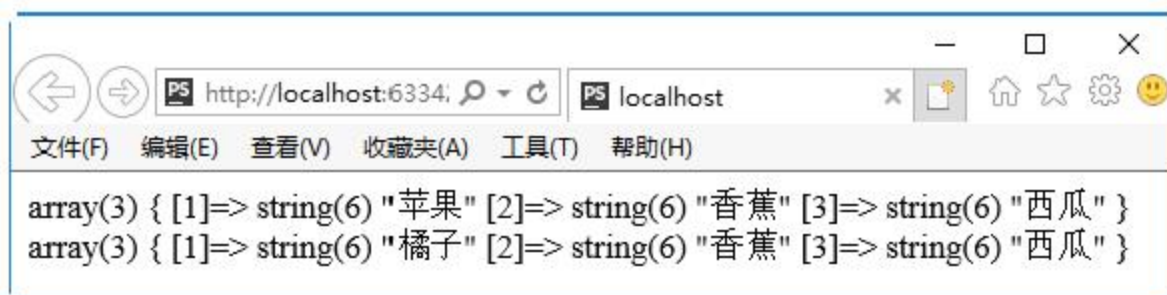 PS http://localhost:6334 PS localhost
文件(F) 编辑(E) 查看(V) 收藏夹(A) 工具(T) 帮助(H)
array(3) { [1]=> string(6) "苹果" [2]=> string(6) "香蕉" [3]=> string(6) "西瓜" }
array(3) { [1]=> string(6) "橘子" [2]=> string(6) "香蕉" [3]=> string(6) "西瓜" }